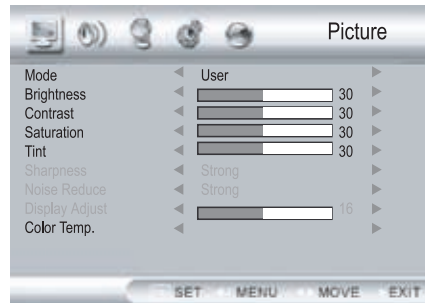 Picture
Mode User
Brightness 30
Contrast 30
Saturation 30
Tint 30
Sharpness Strong
Noise Reduce Strong
Display Adjust 16
Color Temp.
SET MENU MOVE EXIT